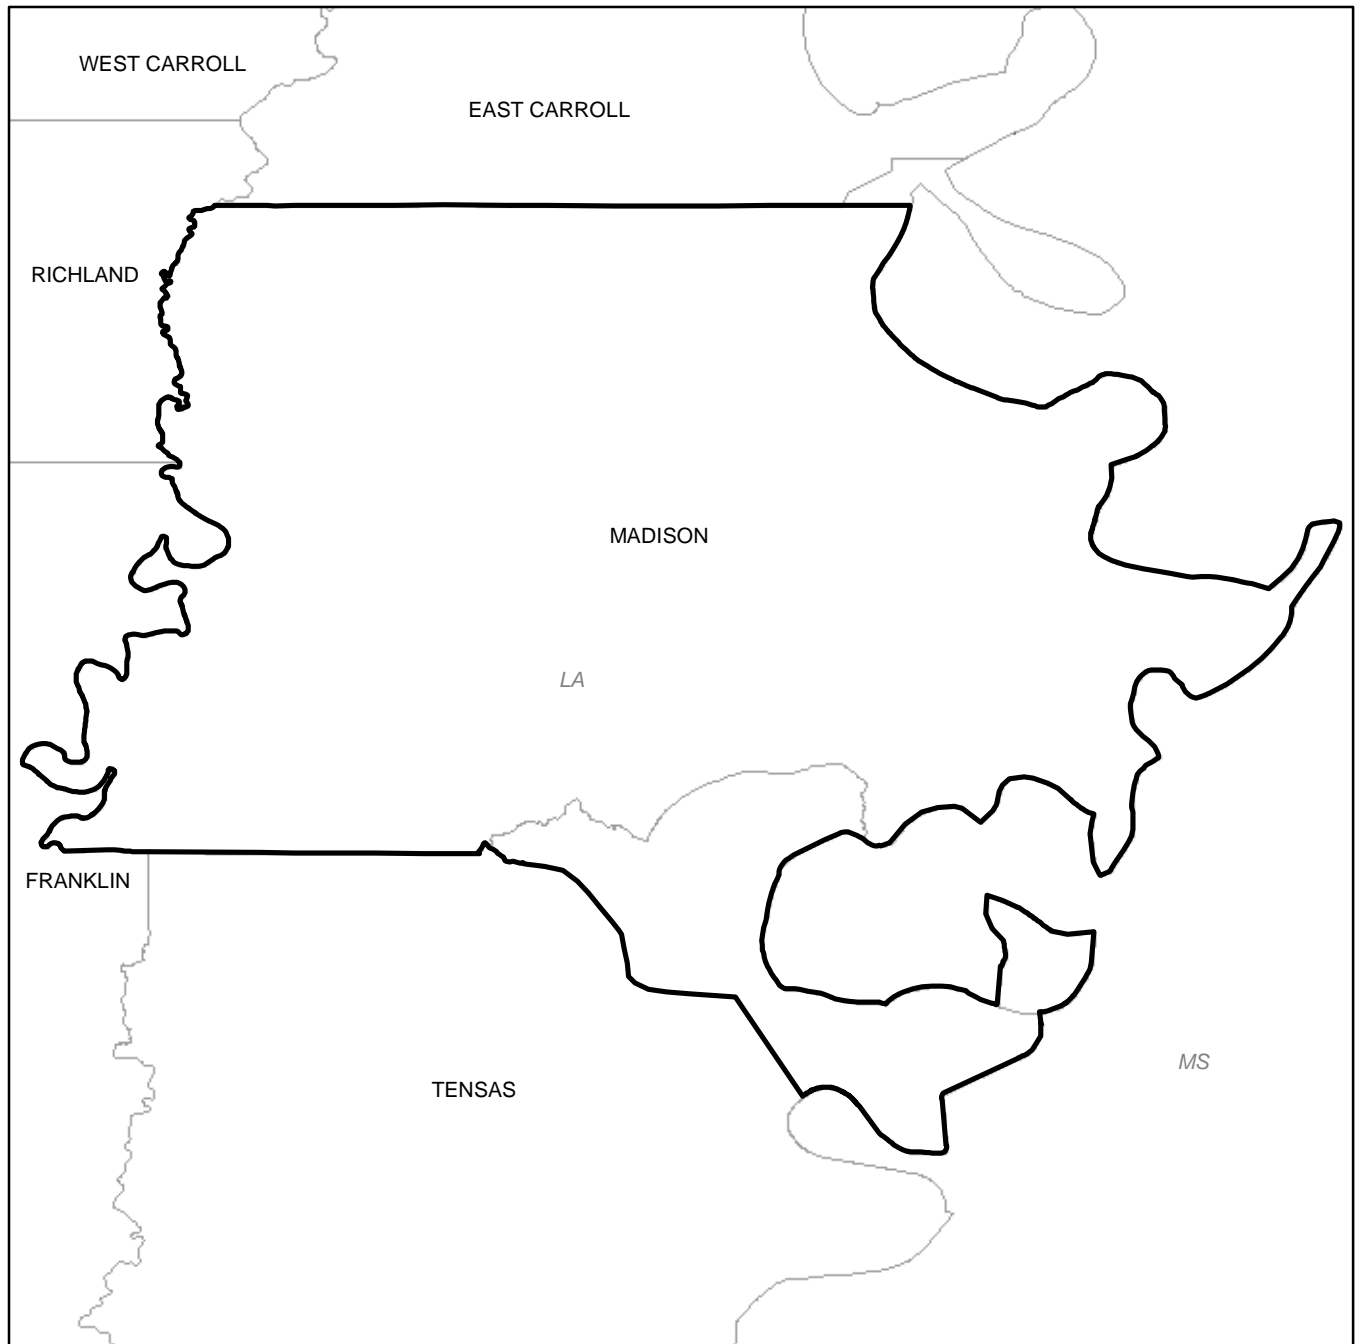 WEST CARROLL
EAST CARROLL
RICHLAND
MADISON
LA
FRANKLIN
MS
TENSAS